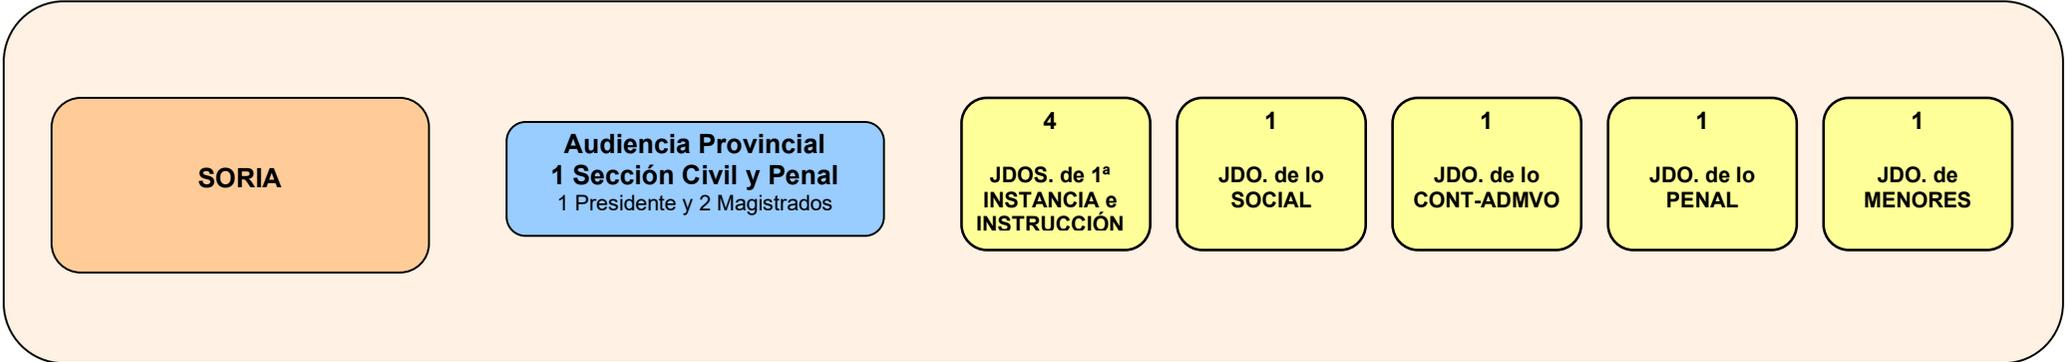 SORIA
Audiencia Provincial
1 Sección Civil y Penal
1 Presidente y 2 Magistrados
4
JDOS. de 1ª
INSTANCIA e
INSTRUCCIÓN
1
JDO. de lo
SOCIAL
1
JDO. de lo
CONT-ADMVO
1
JDO. de lo
PENAL
1
JDO. de
MENORES